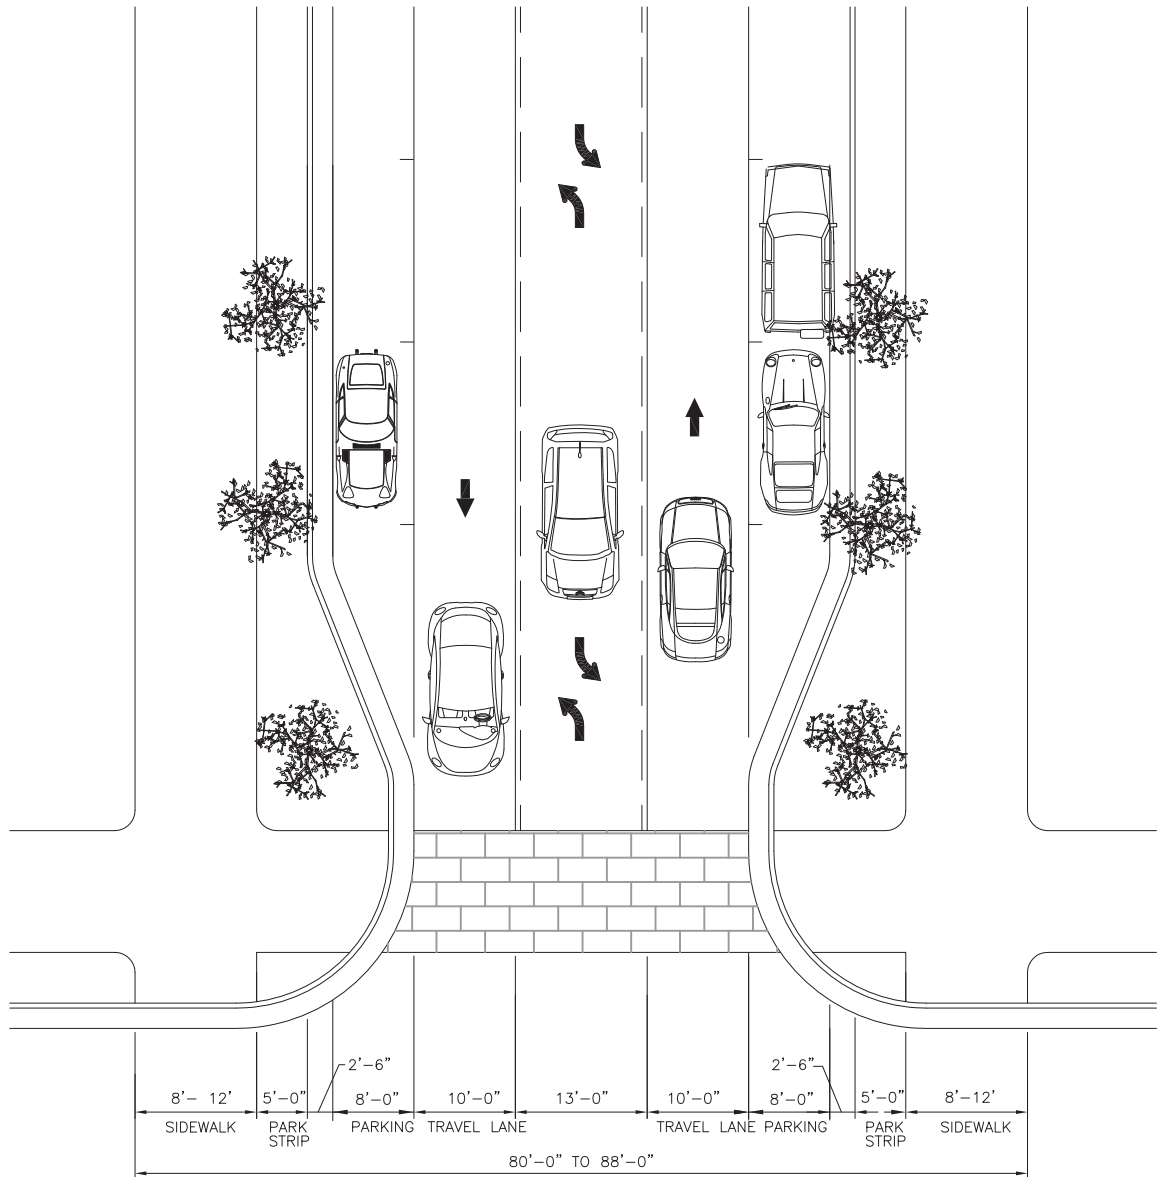 2'-6" 2'-6"
8'- 12' 5'-0" 8'-0" 10'-0" 13'-0" 10'-0" 8'-0" 5'-0" 8'-12'
SIDEWALK PARK STRIP PARKING TRAVEL LANE TRAVEL LANE PARKING PARK STRIP SIDEWALK
80'-0" TO 88'-0"